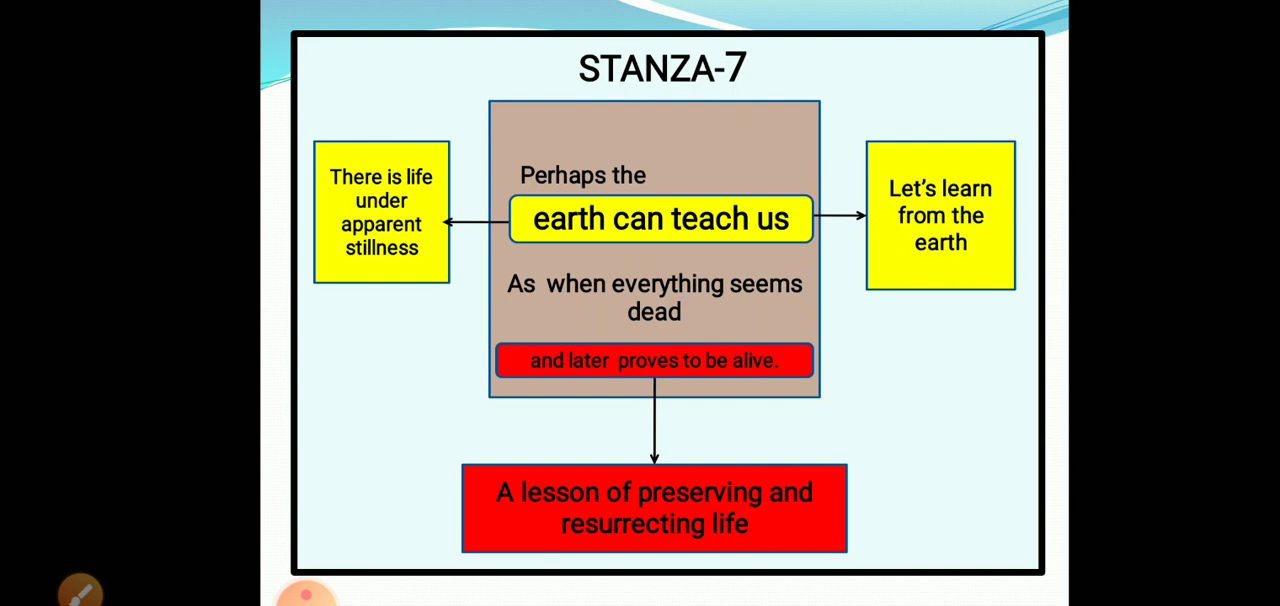 STANZA-7
There is life
under
apparent
stillness
Perhaps the
earth can teach us
As when everything seems
dead
and later proves to be alive.
Let’s learn
from the
earth
A lesson of preserving and
resurrecting life